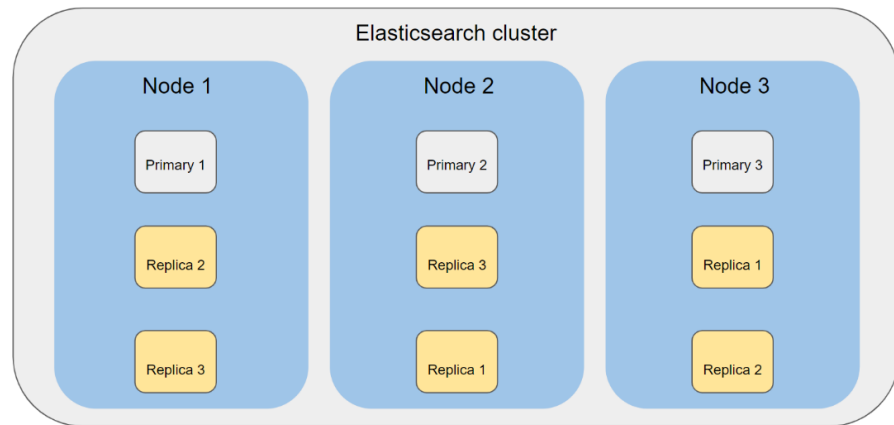 Elasticsearch cluster
Node 1
Node 2
Node 3
Primary 1
Primary 2
Primary 3
Replica 2
Replica 3
Replica 1
Replica 3
Replica 1
Replica 2